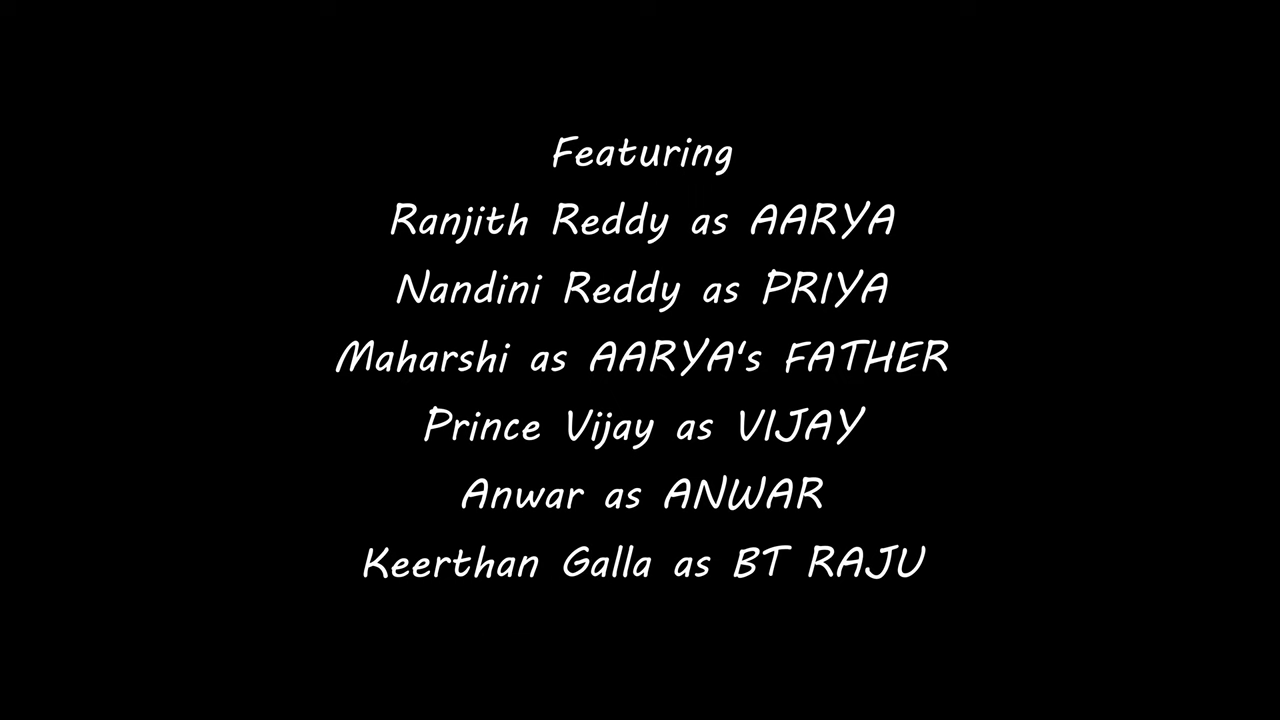 Featuring
Ranjith Reddy as AARYA
Nandini Reddy as PRIYA
Maharshi as AARYA's FATHER
Prince Vijay as VIJAY
Anwar as ANWAR
Keerthan Galla as BT RAJU